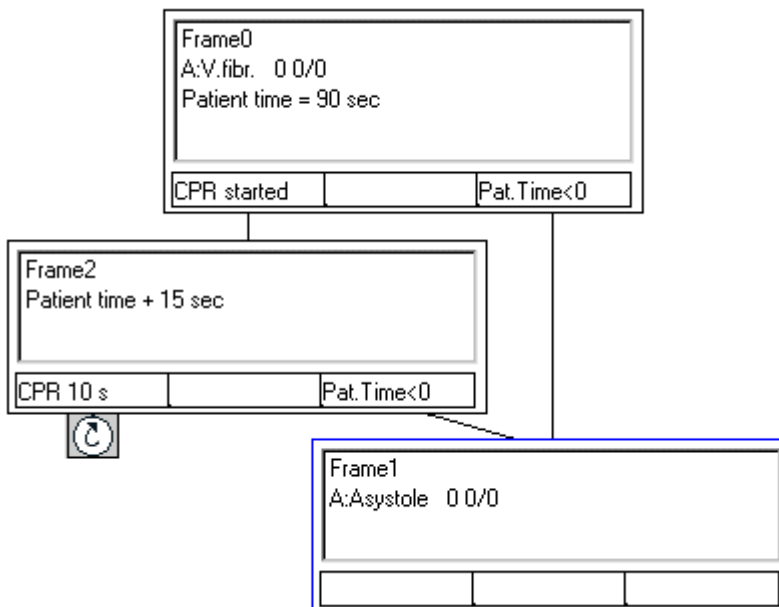 Frame0
A:V.fibr. 0 0/0
Patient time = 90 sec
CPR started Pat.Time<0
Frame2
Patient time + 15 sec
CPR 10 s Pat.Time<0
Frame1
A:Asystole 0 0/0